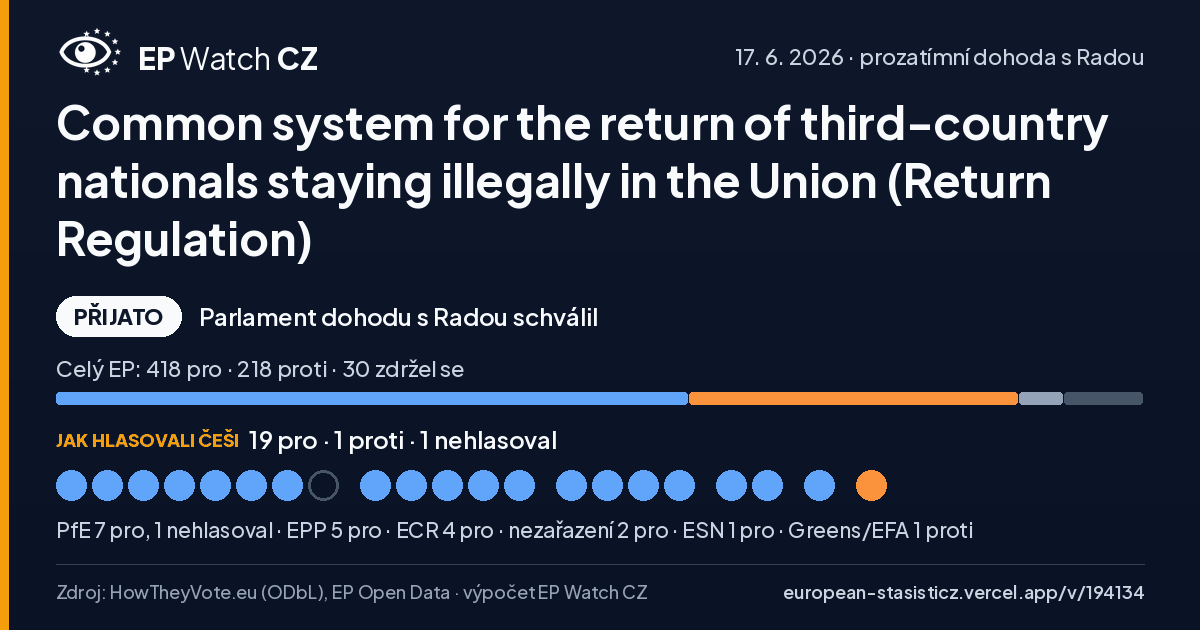 EP Watch CZ
17. 6. 2026 · prozatímní dohoda s Radou
Common system for the return of third-country
nationals staying illegally in the Union (Return
Regulation)
PŘIJATO Parlament dohodu s Radou schválil
Celý EP: 418 pro · 218 proti · 30 zdržel se
JAK HLASOVALI ČEŠI 19 pro · 1 proti · 1 nehlasoval
PfE 7 pro, 1 nehlasoval · EPP 5 pro · ECR 4 pro · nezařazení 2 pro · ESN 1 pro · Greens/EFA 1 proti
Zdroj: HowTheyVote.eu (ODbL), EP Open Data · výpočet EP Watch CZ
european-stasisticz.vercel.app/v/194134